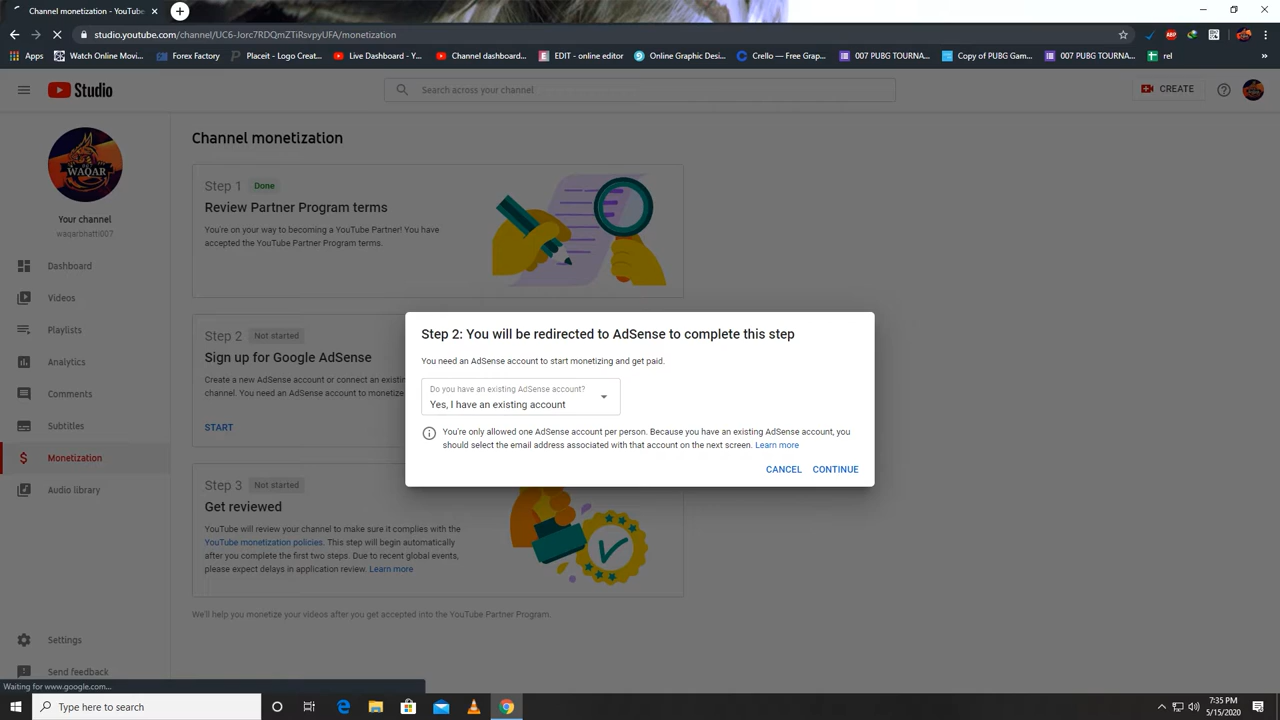 Channel monetization - YouTube
studio.youtube.com/channel/UC6-Jorc7RDQmZTiRsvpyUFA/monetization
Apps
Watch Online Movi...
Forex Factory
Placeit - Logo Creat...
Live Dashboard - Y...
Channel dashboard...
EDIT - online editor
Online Graphic Desi...
Crello — Free Grap...
007 PUBG TOURNA...
Copy of PUBG Gam...
007 PUBG TOURNA...
rel
»
Studio
Search across your channel
CREATE
WAQAR
Your channel
waqarbhatti007
Dashboard
Videos
Playlists
Analytics
Comments
Subtitles
Monetization
Audio library
Settings
Send feedback
Channel monetization
Step 1 Done
Review Partner Program terms
You're on your way to becoming a YouTube Partner! You have
accepted the YouTube Partner Program terms.
Step 2 Not started
Sign up for Google AdSense
Create a new AdSense account or connect an existin
channel. You need an AdSense account to monetize
START
Step 3 Not started
Get reviewed
YouTube will review your channel to make sure it complies with the
YouTube monetization policies. This step will begin automatically
after you complete the first two steps. Due to recent global events,
please expect delays in application review. Learn more
We'll help you monetize your videos after you get accepted into the YouTube Partner Program.
Step 2: You will be redirected to AdSense to complete this step
You need an AdSense account to start monetizing and get paid.
Do you have an existing AdSense account?
Yes, I have an existing account
You're only allowed one AdSense account per person. Because you have an existing AdSense account, you
should select the email address associated with that account on the next screen. Learn more
CANCEL CONTINUE
Waiting for www.google.com...
Type here to search
7:35 PM
5/15/2020